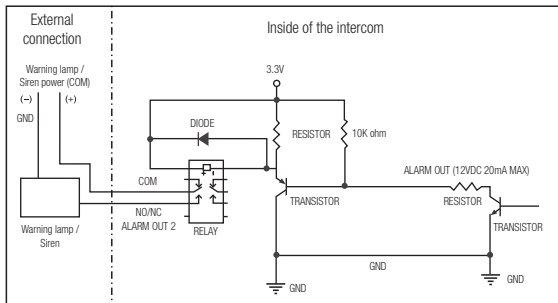 External
connection
Inside of the intercom
Warning lamp /
Siren power (COM)
(−)
(+)
GND
3.3V
DIODE
RESISTOR
10K ohm
COM
ALARM OUT (12VDC 20mA MAX)
TRANSISTOR
RESISTOR
NO/NC
ALARM OUT 2
RELAY
TRANSISTOR
Warning lamp /
Siren
GND
GND
GND